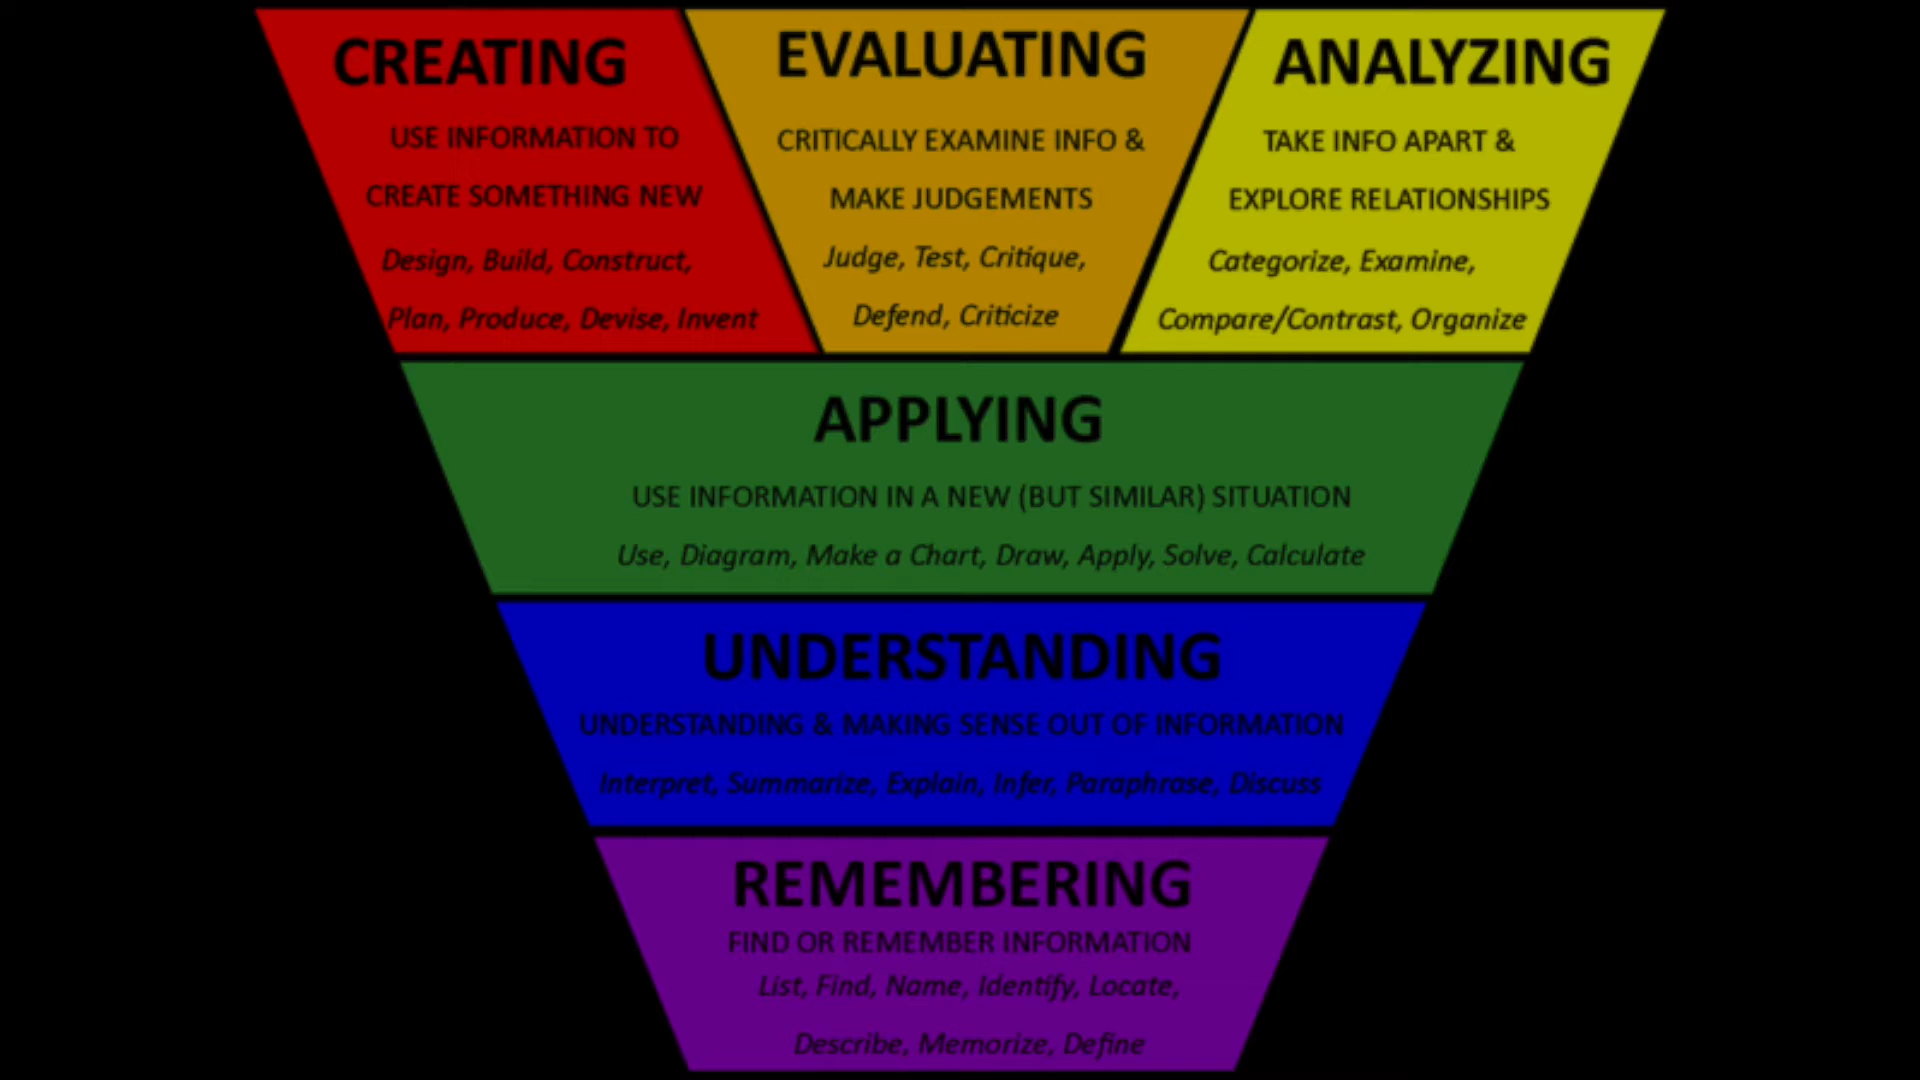 CREATING
USE INFORMATION TO
CREATE SOMETHING NEW
Design, Build, Construct,
Plan, Produce, Devise, Invent
EVALUATING
CRITICALLY EXAMINE INFO &
MAKE JUDGEMENTS
Judge, Test, Critique,
Defend, Criticize
ANALYZING
TAKE INFO APART &
EXPLORE RELATIONSHIPS
Categorize, Examine,
Compare/Contrast, Organize
APPLYING
USE INFORMATION IN A NEW (BUT SIMILAR) SITUATION
Use, Diagram, Make a Chart, Draw, Apply, Solve, Calculate
UNDERSTANDING
UNDERSTANDING & MAKING SENSE OUT OF INFORMATION
Interpret, Summarize, Explain, Infer, Paraphrase, Discuss
REMEMBERING
FIND OR REMEMBER INFORMATION
List, Find, Name, Identify, Locate,
Describe, Memorize, Define